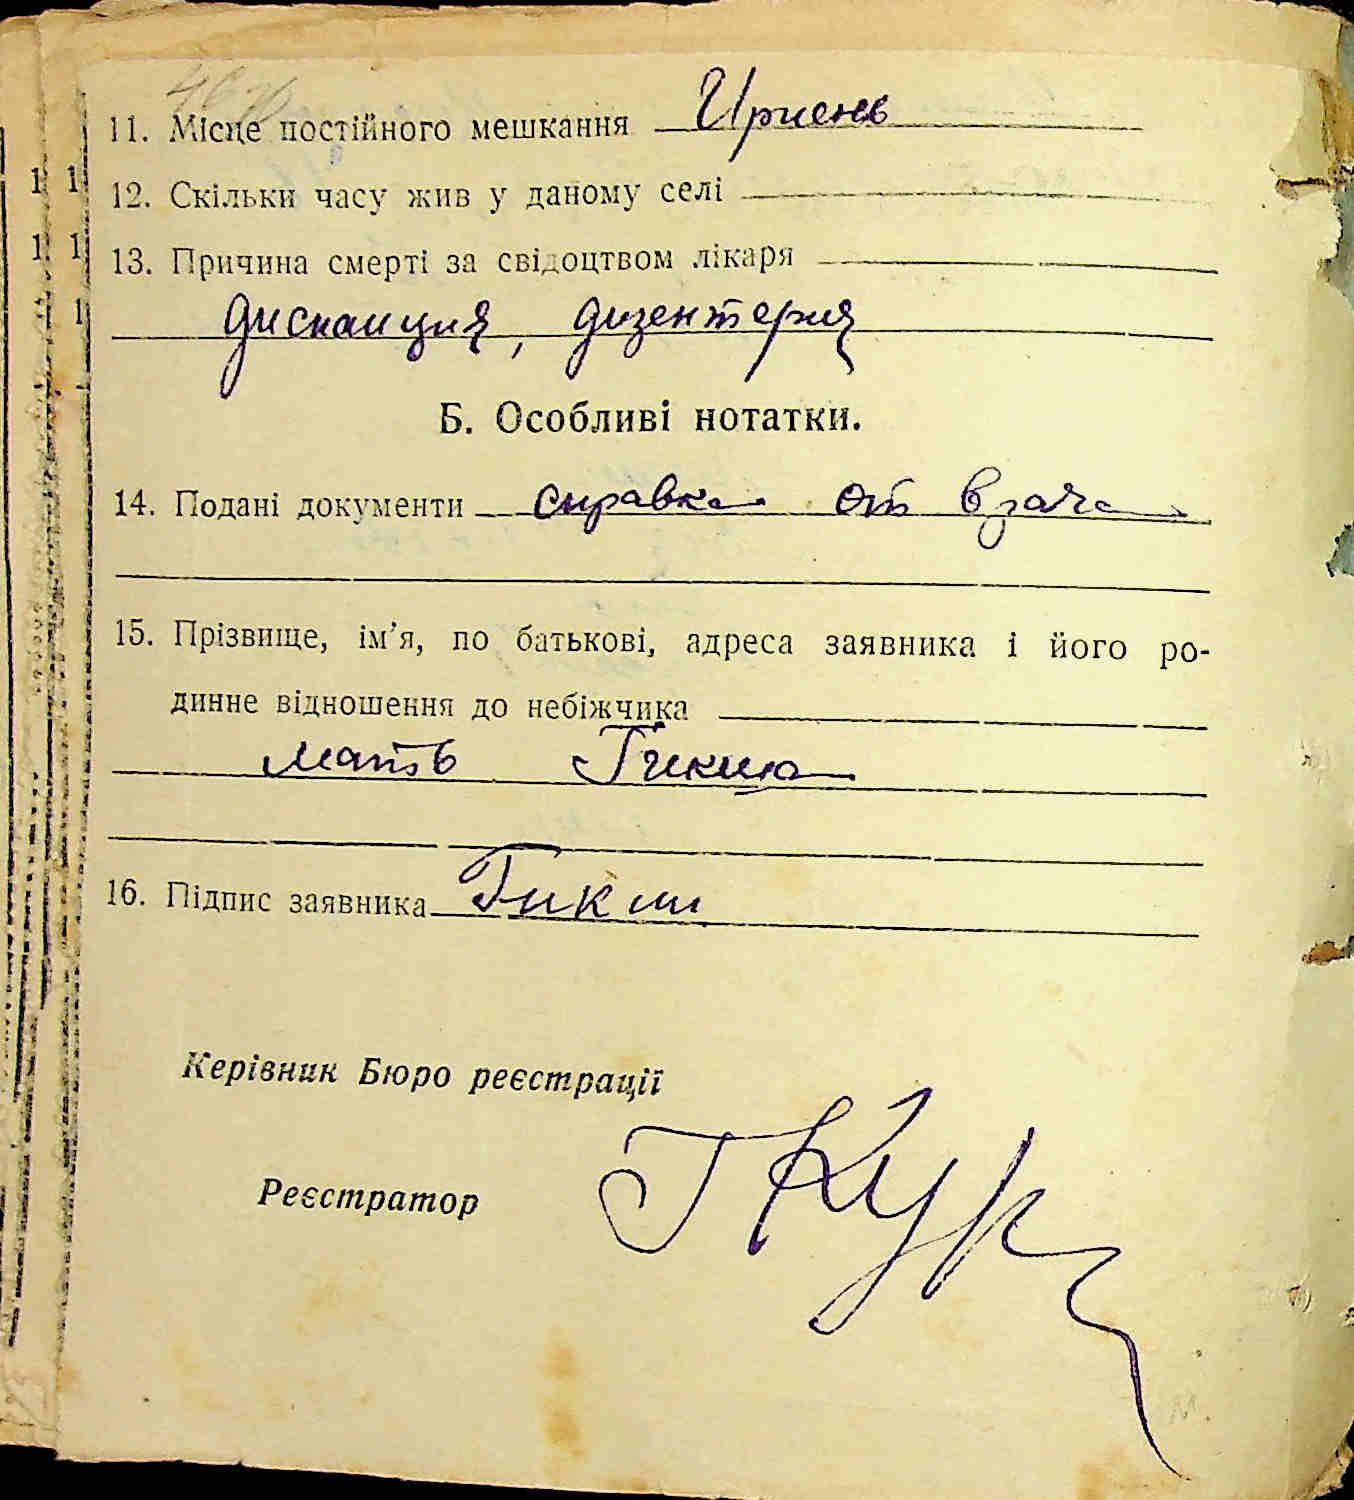 11. Місце постійного мешкання Ирпень
12. Скільки часу жив у даному селі
13. Причина смерті за свідоцтвом лікаря
дизентерия
Б. Особливі нотатки.
14. Подані документи справка от врача
15. Прізвище, ім'я, по батькові, адреса заявника і його ро-
динне відношення до небіжчика
мать
16. Підпис заявника
Керівник Бюро реєстрації
Реєстратор